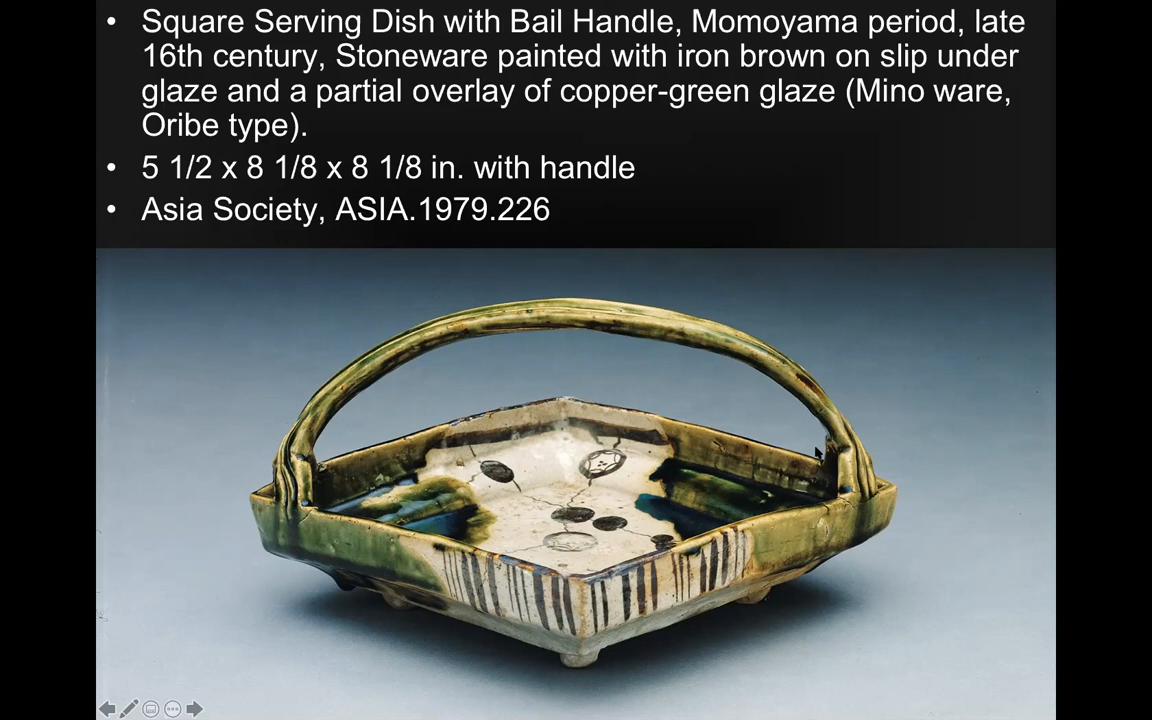 • Square Serving Dish with Bail Handle, Momoyama period, late
16th century, Stoneware painted with iron brown on slip under
glaze and a partial overlay of copper-green glaze (Mino ware,
Oribe type).
• 5 1/2 x 8 1/8 x 8 1/8 in. with handle
• Asia Society, ASIA.1979.226